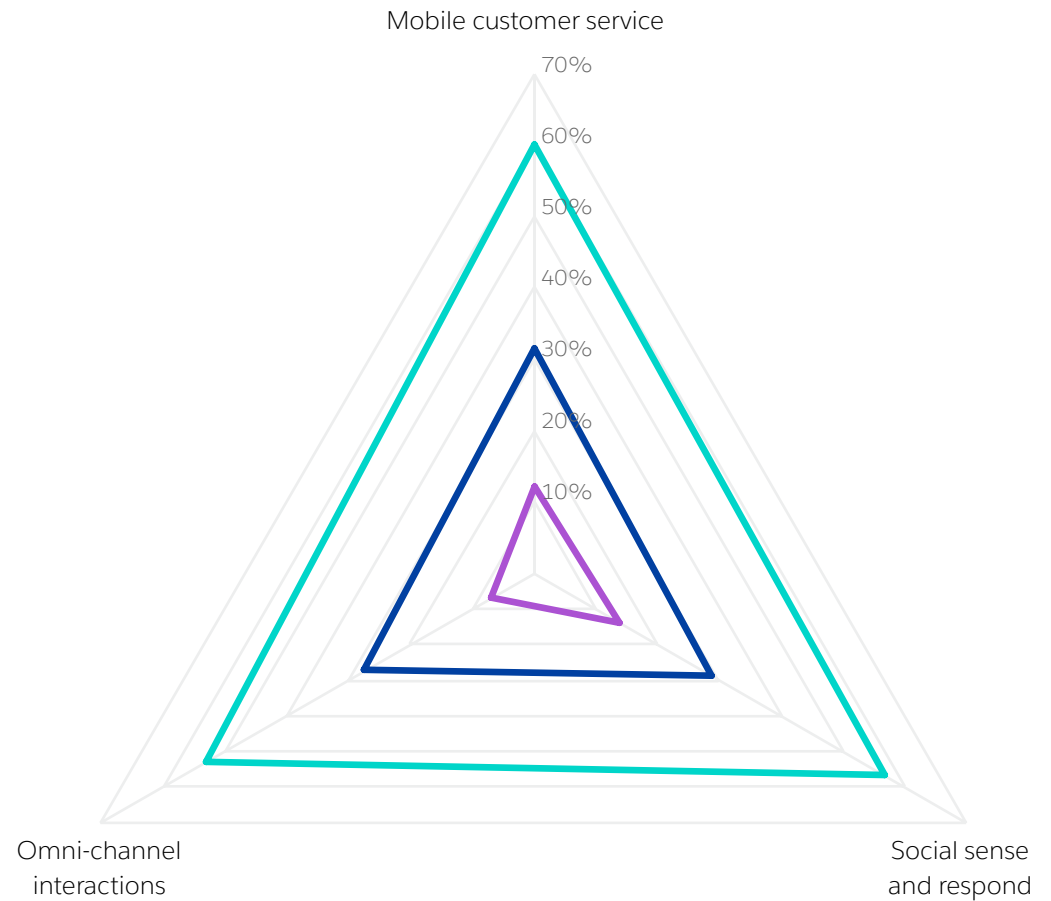 Mobile customer service
70%
60%
50%
40%
30%
20%
10%
Omni-channel
interactions
Social sense
and respond